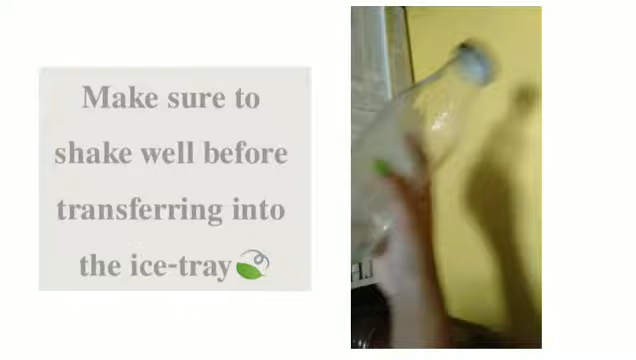 Make sure to
shake well before
transferring into
the ice-tray